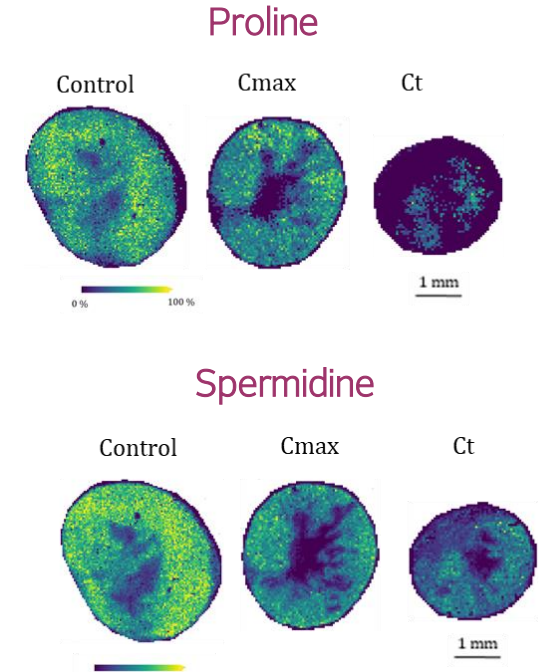 Proline
Control Cmax Ct
0 % 100 %
1 mm
Spermidine
Control Cmax Ct
1 mm